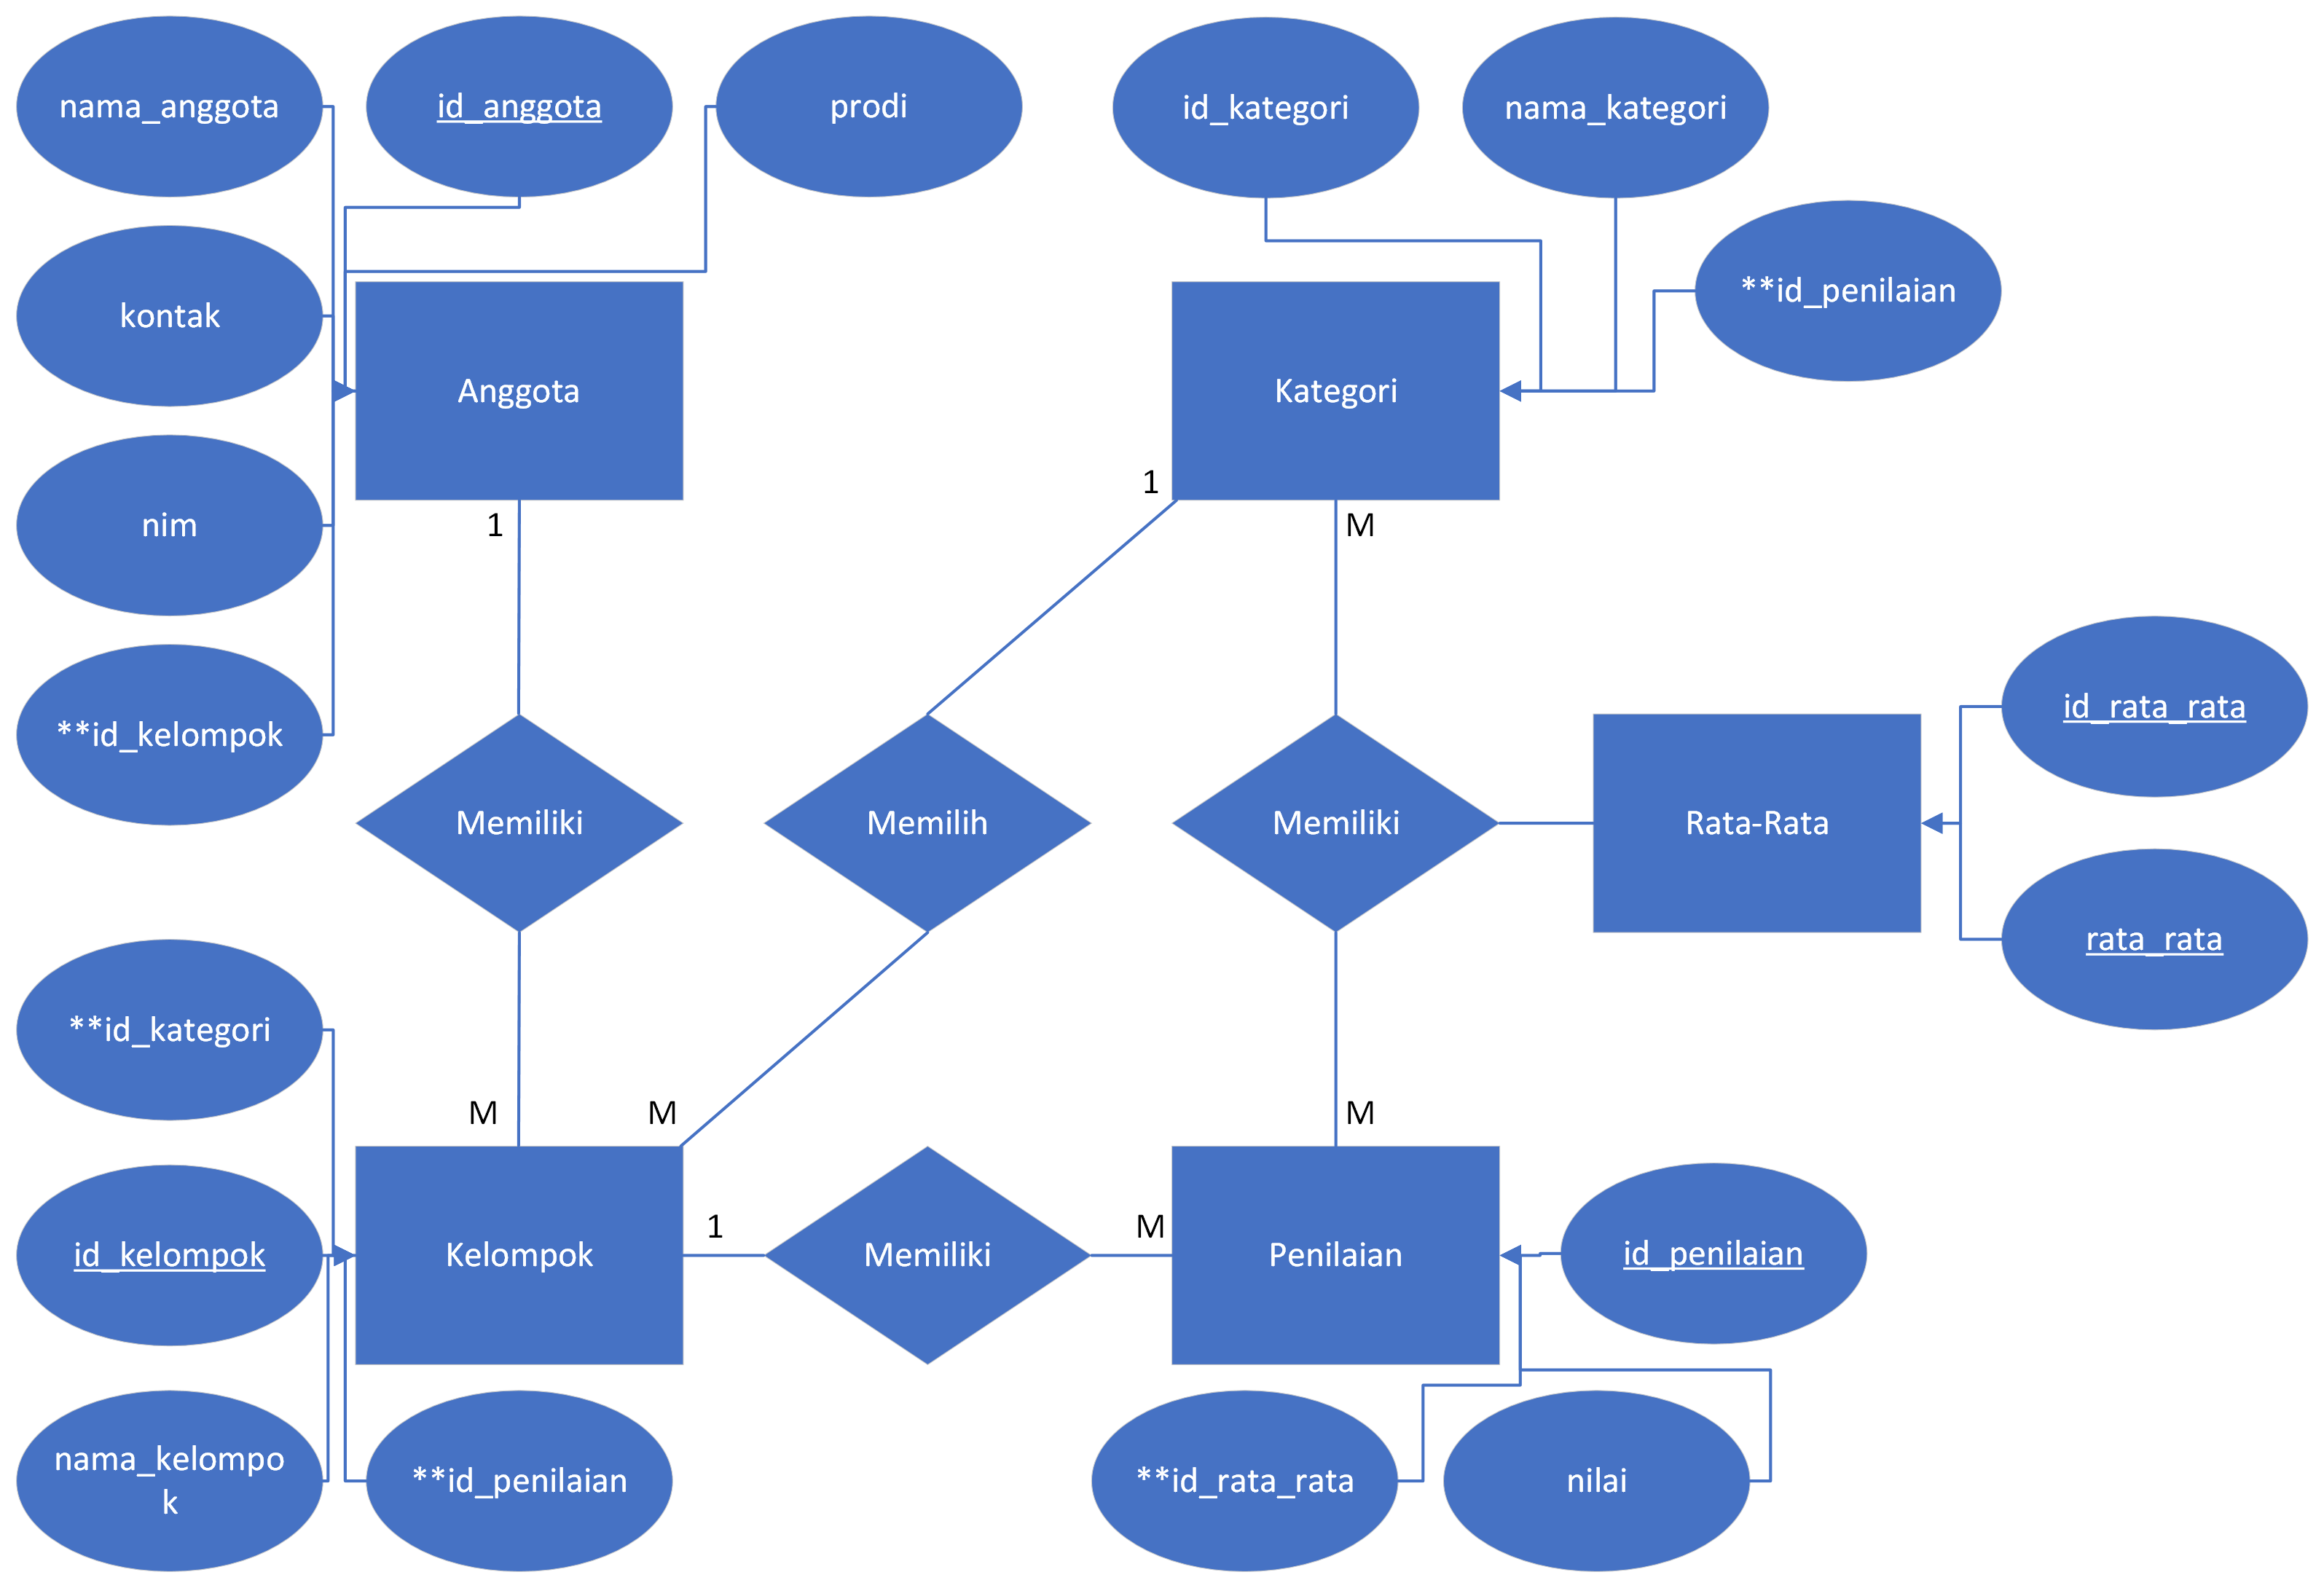 nama_anggota
id_anggota
prodi
id_kategori
nama_kategori
**id_penilaian
kontak
Anggota
Kategori
1
M
1
nim
**id_kelompok
id_rata_rata
Memiliki
Memilih
Memiliki
Rata-Rata
rata_rata
**id_kategori
M
M
M
id_kelompok
Kelompok
1
Memiliki
M
Penilaian
id_penilaian
nama_kelompo
k
**id_penilaian
**id_rata_rata
nilai